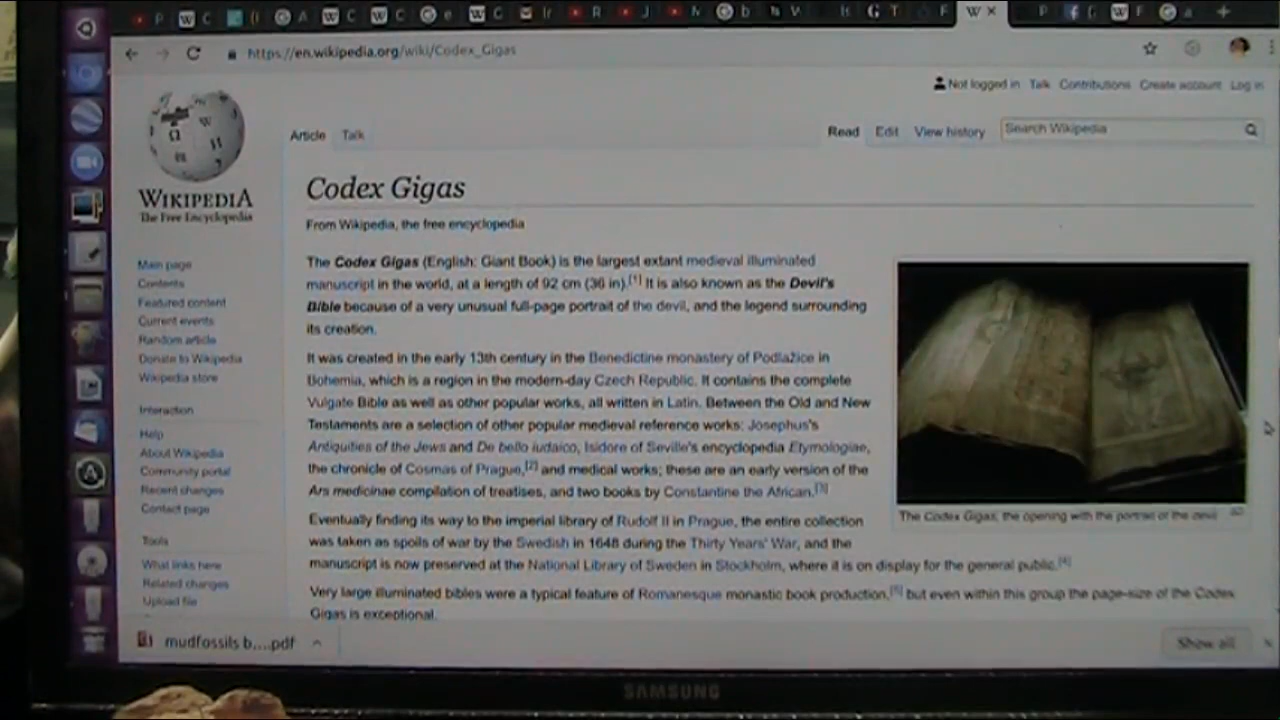 https://en.wikipedia.org/wiki/Codex_Gigas
Not logged in Talk Contributions Create account Log in
Article Talk
Read Edit View history Search Wikipedia
WIKIPEDIA
The Free Encyclopedia
Codex Gigas
From Wikipedia, the free encyclopedia
The Codex Gigas (English: Giant Book) is the largest extant medieval illuminated
manuscript in the world, at a length of 92 cm (36 in).[1] It is also known as the Devil's
Bible because of a very unusual full-page portrait of the devil, and the legend surrounding
its creation.
It was created in the early 13th century in the Benedictine monastery of Podlažice in
Bohemia, which is a region in the modern-day Czech Republic. It contains the complete
Vulgate Bible as well as other popular works, all written in Latin. Between the Old and New
Testaments are a selection of other popular medieval reference works: Josephus's
Antiquities of the Jews and De bello iudaico, Isidore of Seville's encyclopedia Etymologiae,
the chronicle of Cosmas of Prague,[2] and medical works; these are an early version of the
Ars medicinae compilation of treatises, and two books by Constantine the African.[3]
Eventually finding its way to the imperial library of Rudolf II in Prague, the entire collection
was taken as spoils of war by the Swedish in 1648 during the Thirty Years' War, and the
manuscript is now preserved at the National Library of Sweden in Stockholm, where it is on display for the general public.[4]
Very large illuminated bibles were a typical feature of Romanesque monastic book production,[5] but even within this group the page-size of the Codex
Gigas is exceptional.
The Codex Gigas, the opening with the portrait of the devil
Main page
Contents
Featured content
Current events
Random article
Donate to Wikipedia
Wikipedia store
Interaction
Help
About Wikipedia
Community portal
Recent changes
Contact page
Tools
What links here
Related changes
Upload file
mudfossils b....pdf
Show all
SAMSUNG